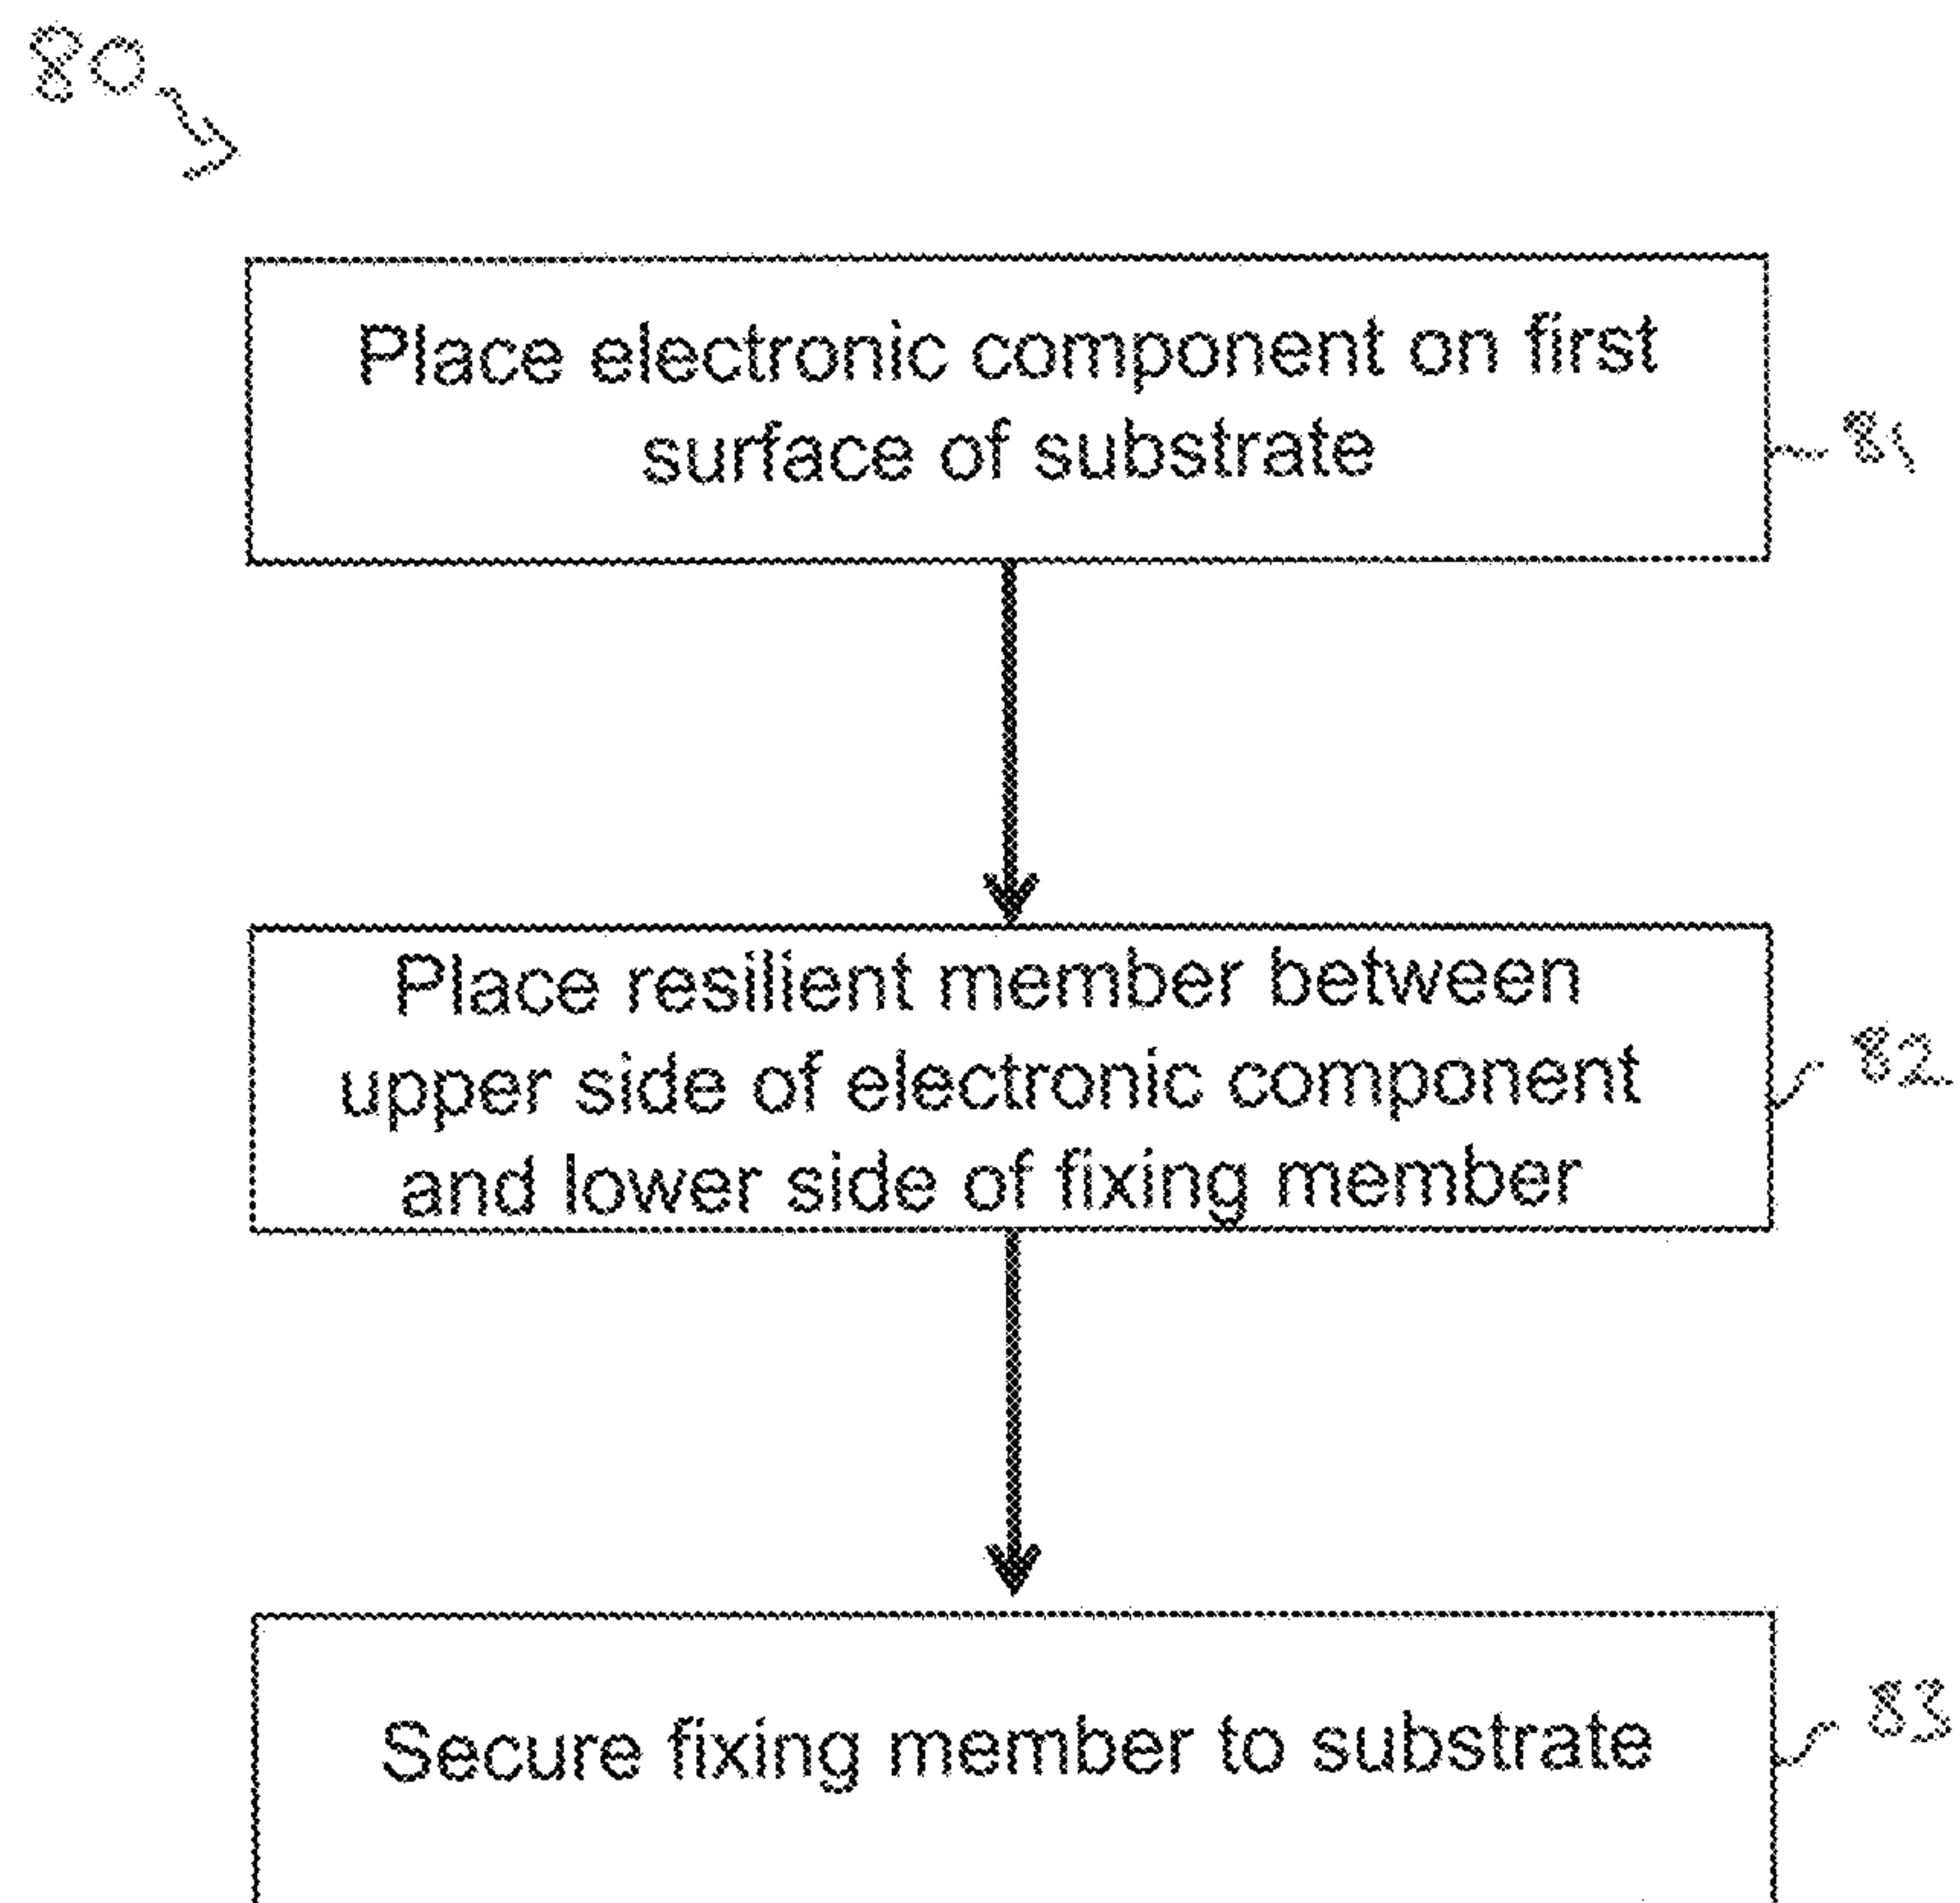 80
Place electronic component on first
surface of substrate
81
Place resilient member between
upper side of electronic component
and lower side of fixing member
82
Secure fixing member to substrate
83